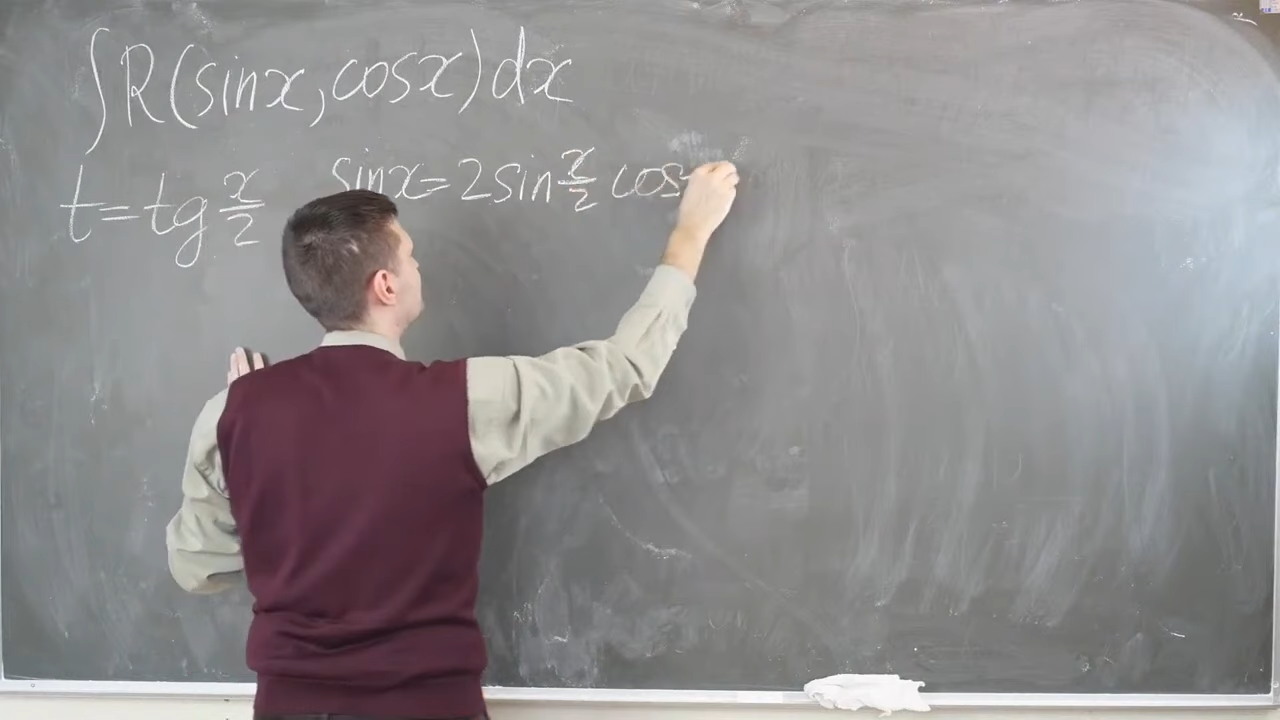 ∫R(sinx,cosx)dx
t=tg x/2 sinx=2sin x/2 cos